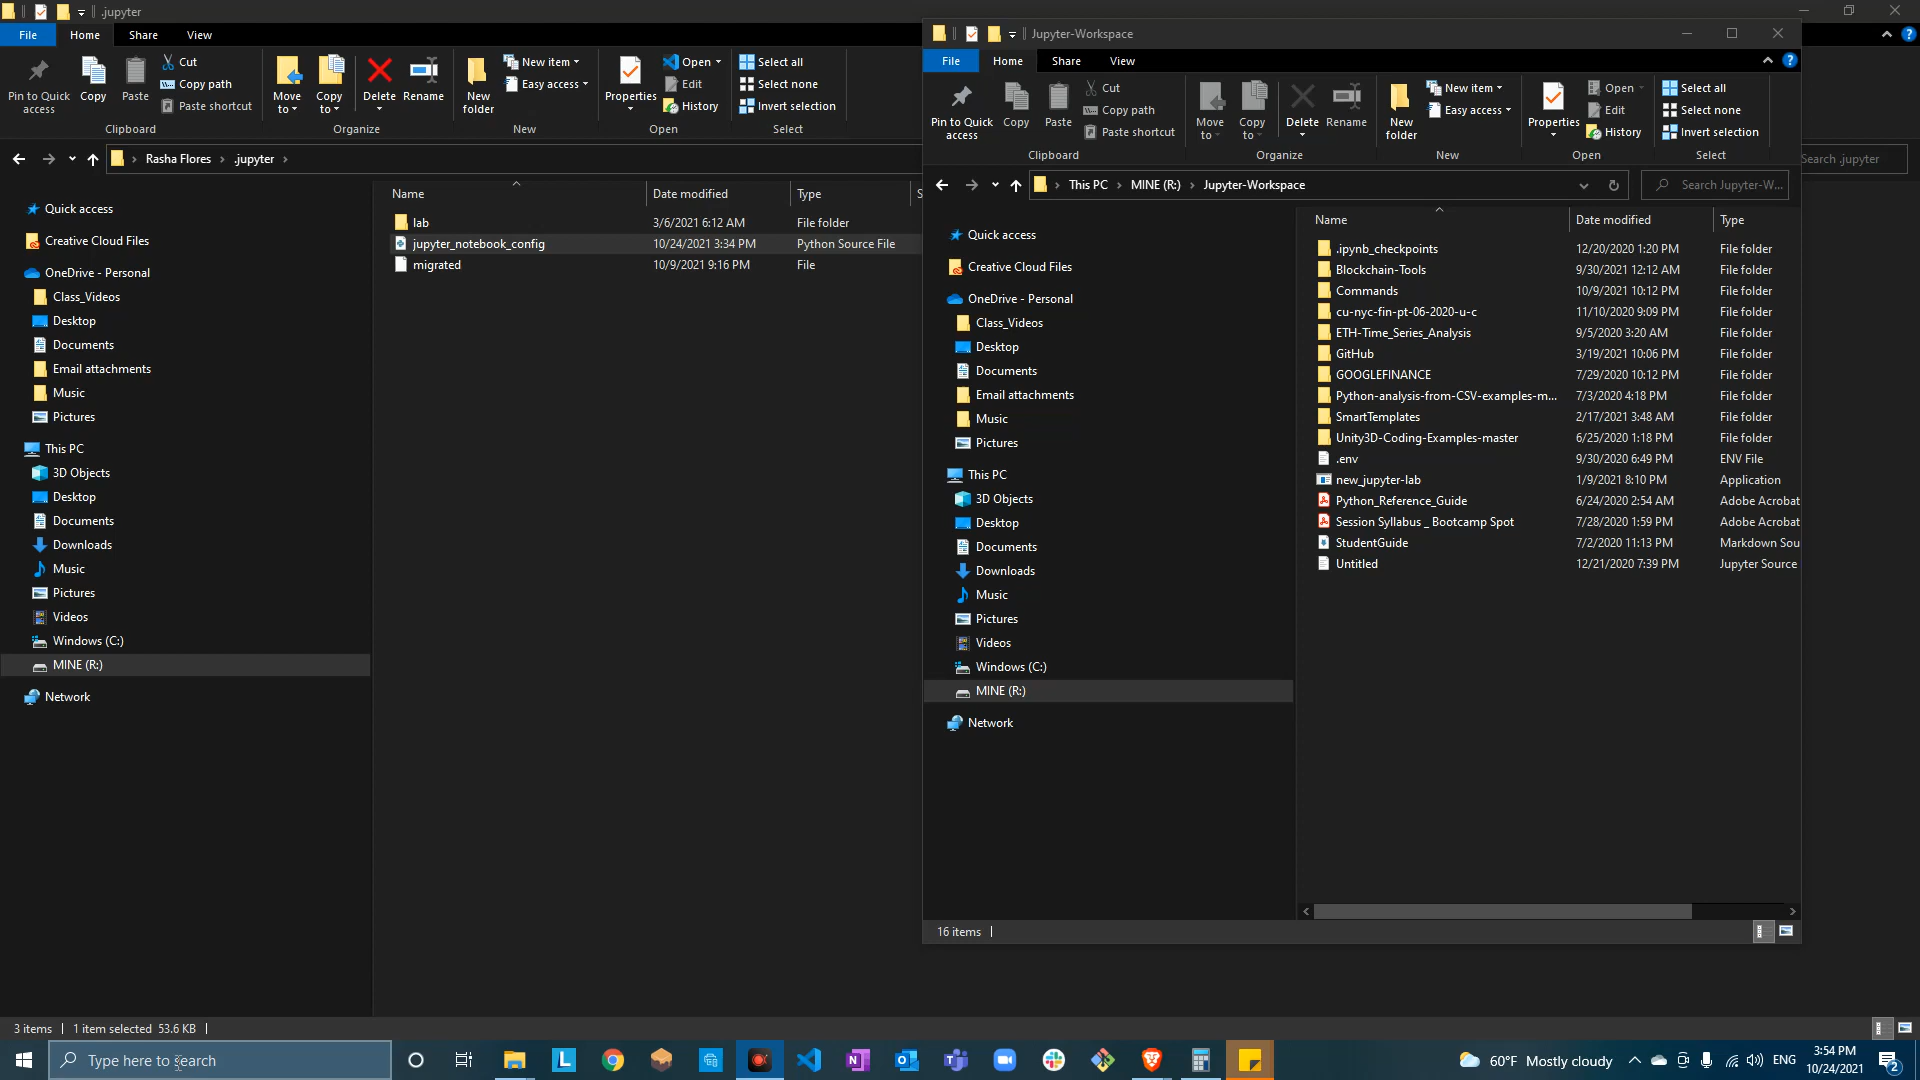 .jupyter
File Home Share View
Pin to Quick access
Copy
Paste
Cut
Copy path
Paste shortcut
Clipboard
Move to
Copy to
Delete
Rename
Organize
New folder
New item
Easy access
New
Properties
Open
Edit
History
Open
Select all
Select none
Invert selection
Select
Rasha Flores > .jupyter >
Search .jupyter
Quick access
Creative Cloud Files
OneDrive - Personal
Class_Videos
Desktop
Documents
Email attachments
Music
Pictures
This PC
3D Objects
Desktop
Documents
Downloads
Music
Pictures
Videos
Windows (C:)
MINE (R:)
Network
Name Date modified Type S
lab 3/6/2021 6:12 AM File folder
jupyter_notebook_config 10/24/2021 3:34 PM Python Source File
migrated 10/9/2021 9:16 PM File
3 items 1 item selected 53.6 KB
Jupyter-Workspace
File Home Share View
Pin to Quick access
Copy
Paste
Cut
Copy path
Paste shortcut
Clipboard
Move to
Copy to
Delete
Rename
Organize
New folder
New item
Easy access
New
Properties
Open
Edit
History
Open
Select all
Select none
Invert selection
Select
This PC > MINE (R:) > Jupyter-Workspace
Search Jupyter-W...
Quick access
Creative Cloud Files
OneDrive - Personal
Class_Videos
Desktop
Documents
Email attachments
Music
Pictures
This PC
3D Objects
Desktop
Documents
Downloads
Music
Pictures
Videos
Windows (C:)
MINE (R:)
Network
Name Date modified Type
.ipynb_checkpoints 12/20/2020 1:20 PM File folder
Blockchain-Tools 9/30/2021 12:12 AM File folder
Commands 10/9/2021 10:12 PM File folder
cu-nyc-fin-pt-06-2020-u-c 11/10/2020 9:09 PM File folder
ETH-Time_Series_Analysis 9/5/2020 3:20 AM File folder
GitHub 3/19/2021 10:06 PM File folder
GOOGLEFINANCE 7/29/2020 10:12 PM File folder
Python-analysis-from-CSV-examples-m... 7/3/2020 4:18 PM File folder
SmartTemplates 2/17/2021 3:48 AM File folder
Unity3D-Coding-Examples-master 6/25/2020 1:18 PM File folder
.env 9/30/2020 6:49 PM ENV File
new_jupyter-lab 1/9/2021 8:10 PM Application
Python_Reference_Guide 6/24/2020 2:54 AM Adobe Acrobat
Session Syllabus _ Bootcamp Spot 7/28/2020 1:59 PM Adobe Acrobat
StudentGuide 7/2/2020 11:13 PM Markdown Sou
Untitled 12/21/2020 7:39 PM Jupyter Source
16 items
Type here to search
60°F Mostly cloudy
ENG
3:54 PM
10/24/2021
2